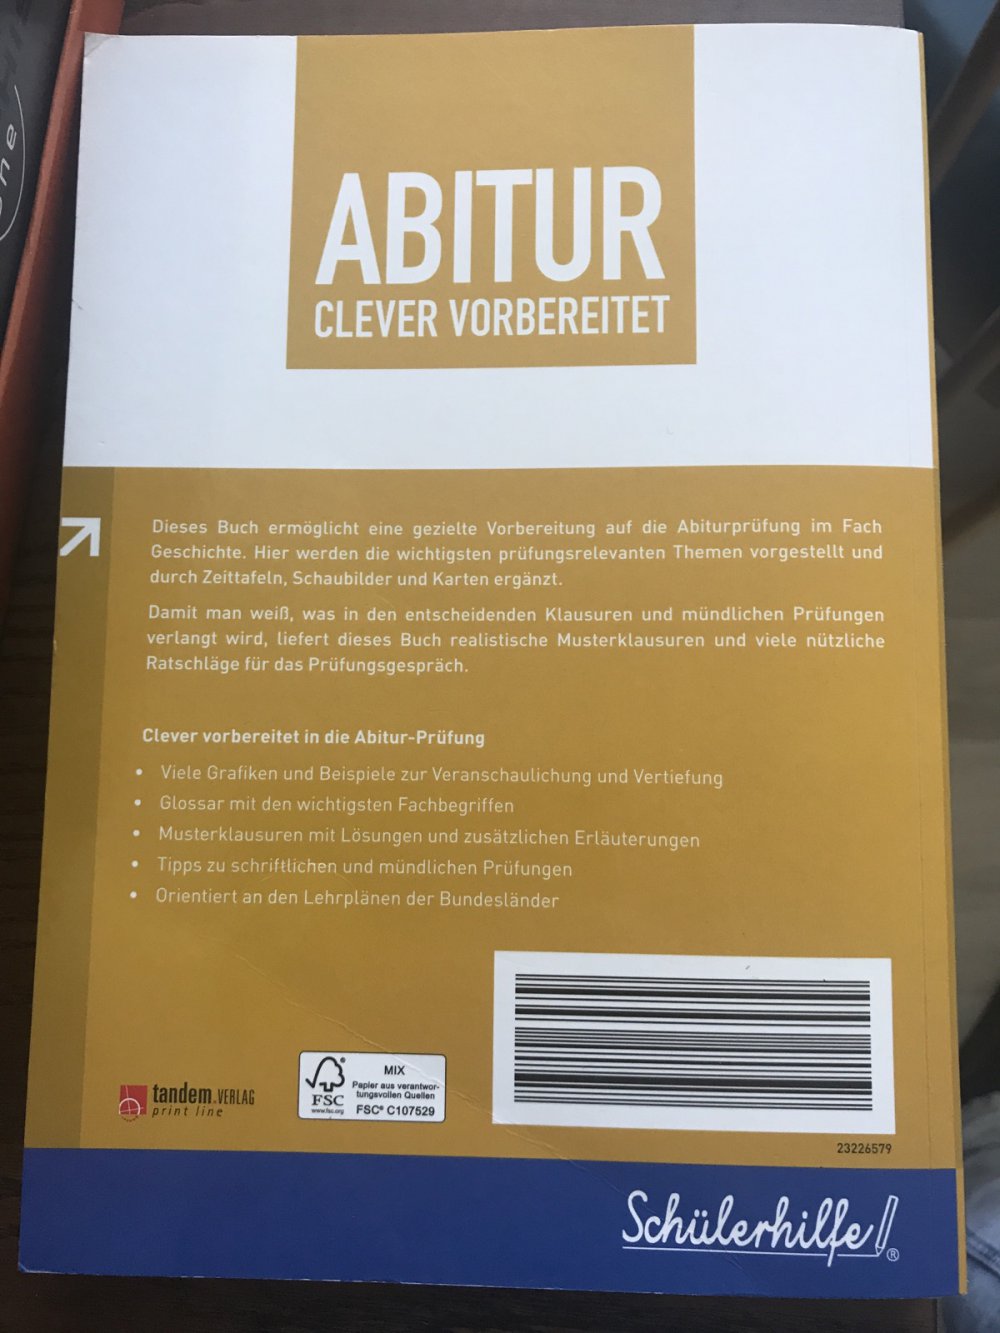 ABITUR
CLEVER VORBEREITET
Dieses Buch ermöglicht eine gezielte Vorbereitung auf die Abiturprüfung im Fach
Geschichte. Hier werden die wichtigsten prüfungsrelevanten Themen vorgestellt und
durch Zeittafeln, Schaubilder und Karten ergänzt.
Damit man weiß, was in den entscheidenden Klausuren und mündlichen Prüfungen
verlangt wird, liefert dieses Buch realistische Musterklausuren und viele nützliche
Ratschläge für das Prüfungsgespräch.
Clever vorbereitet in die Abitur-Prüfung
• Viele Grafiken und Beispiele zur Veranschaulichung und Vertiefung
• Glossar mit den wichtigsten Fachbegriffen
• Musterklausuren mit Lösungen und zusätzlichen Erläuterungen
• Tipps zu schriftlichen und mündlichen Prüfungen
• Orientiert an den Lehrplänen der Bundesländer
tandem.VERLAG
print line
FSC
www.fsc.org
MIX
Papier aus verantwor-
tungsvollen Quellen
FSC® C107529
23226579
Schülerhilfe!®